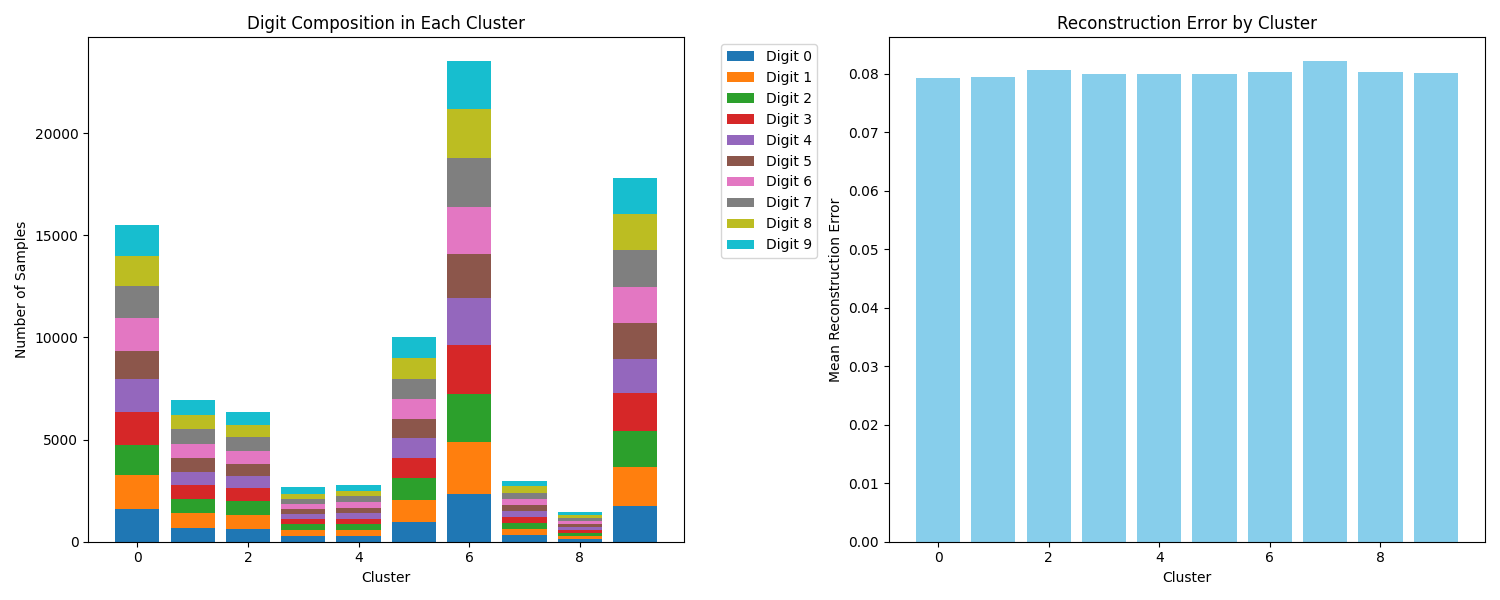 Digit Composition in Each Cluster
Number of Samples
20000
15000
10000
5000
0
0
2
4
6
8
Cluster
Digit 0
Digit 1
Digit 2
Digit 3
Digit 4
Digit 5
Digit 6
Digit 7
Digit 8
Digit 9
Reconstruction Error by Cluster
Mean Reconstruction Error
0.08
0.07
0.06
0.05
0.04
0.03
0.02
0.01
0.00
0
2
4
6
8
Cluster